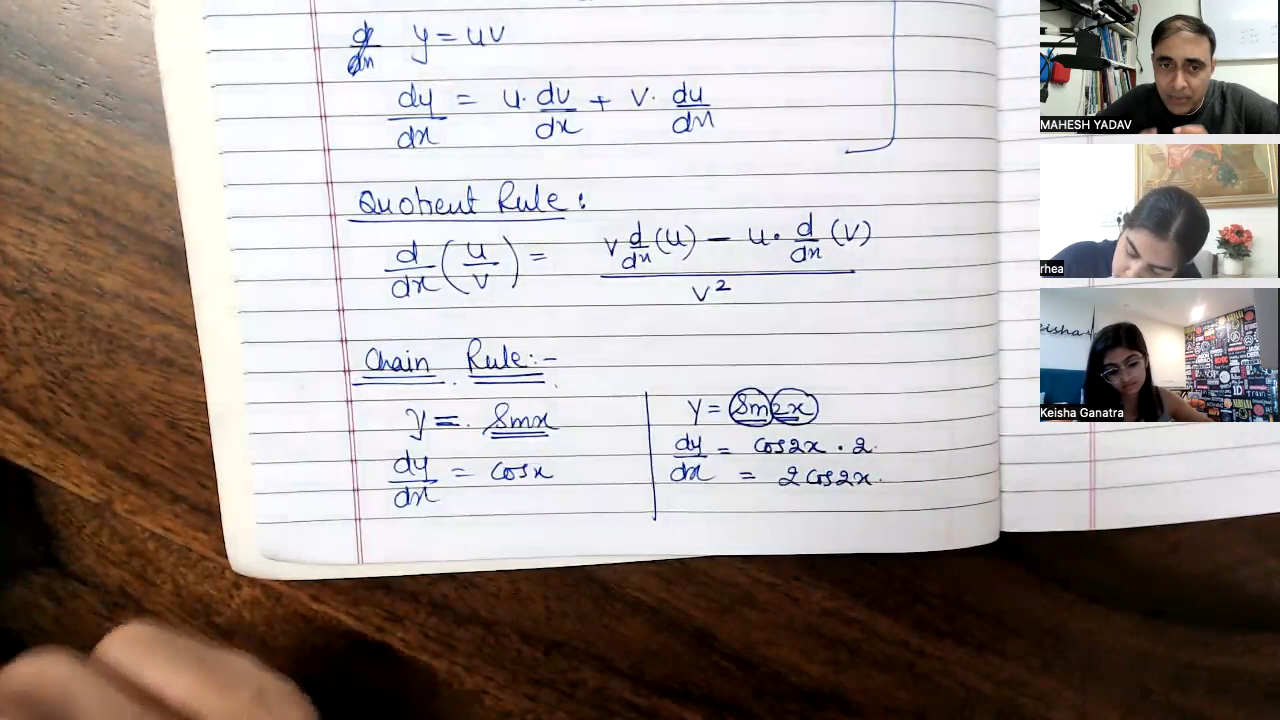 d/dx y = uv
dy/dx = u · dv/dx + v · du/dx
Quotient Rule :
d/dx (u/v) = (v d/dx (u) − u · d/dx (v)) / v²
Chain Rule :-
y = sinx
dy/dx = cosx
y = sin2x
dy/dx = cos2x · 2
= 2cos2x
MAHESH YADAV
rhea
eisha
Keisha Ganatra